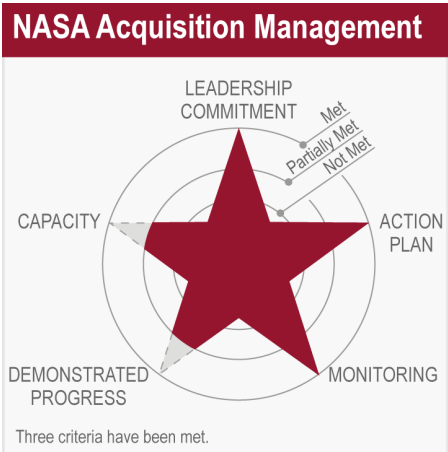 NASA Acquisition Management
LEADERSHIP
COMMITMENT
Met
Partially Met
Not Met
CAPACITY
ACTION
PLAN
DEMONSTRATED
PROGRESS
MONITORING
Three criteria have been met.